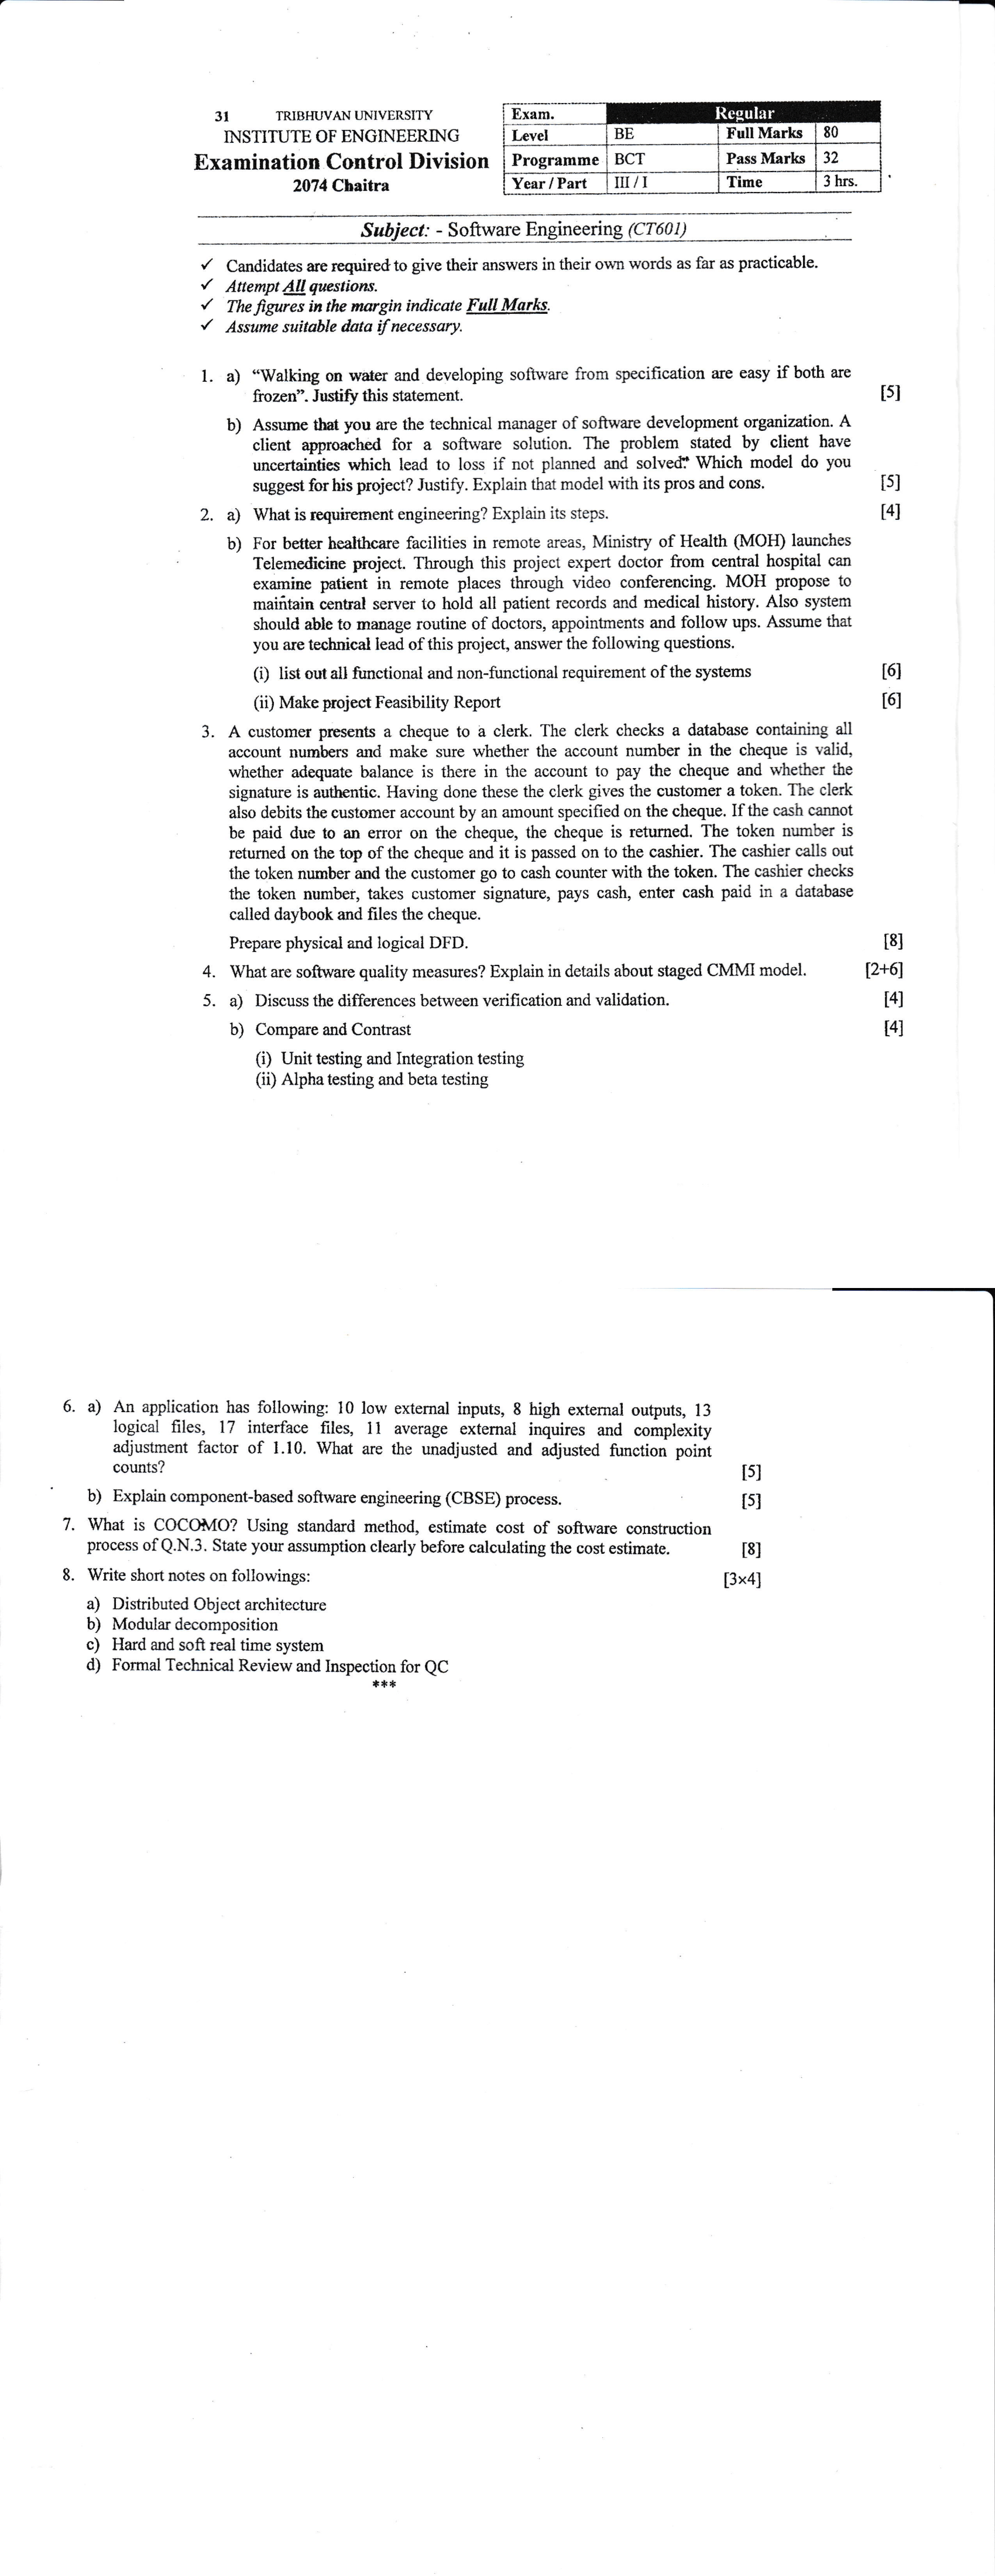 31 TRIBHUVAN UNIVERSITY
INSTITUTE OF ENGINEERING
Examination Control Division
2074 Chaitra
Exam. Regular
Level BE Full Marks 80
Programme BCT Pass Marks 32
Year / Part III / I Time 3 hrs.
Subject: - Software Engineering (CT601)
✓ Candidates are required to give their answers in their own words as far as practicable.
✓ Attempt All questions.
✓ The figures in the margin indicate Full Marks.
✓ Assume suitable data if necessary.
1. a) “Walking on water and developing software from specification are easy if both are
frozen”. Justify this statement. [5]
b) Assume that you are the technical manager of software development organization. A
client approached for a software solution. The problem stated by client have
uncertainties which lead to loss if not planned and solved." Which model do you
suggest for his project? Justify. Explain that model with its pros and cons. [5]
2. a) What is requirement engineering? Explain its steps. [4]
b) For better healthcare facilities in remote areas, Ministry of Health (MOH) launches
Telemedicine project. Through this project expert doctor from central hospital can
examine patient in remote places through video conferencing. MOH propose to
maintain central server to hold all patient records and medical history. Also system
should able to manage routine of doctors, appointments and follow ups. Assume that
you are technical lead of this project, answer the following questions.
(i) list out all functional and non-functional requirement of the systems [6]
(ii) Make project Feasibility Report [6]
3. A customer presents a cheque to a clerk. The clerk checks a database containing all
account numbers and make sure whether the account number in the cheque is valid,
whether adequate balance is there in the account to pay the cheque and whether the
signature is authentic. Having done these the clerk gives the customer a token. The clerk
also debits the customer account by an amount specified on the cheque. If the cash cannot
be paid due to an error on the cheque, the cheque is returned. The token number is
returned on the top of the cheque and it is passed on to the cashier. The cashier calls out
the token number and the customer go to cash counter with the token. The cashier checks
the token number, takes customer signature, pays cash, enter cash paid in a database
called daybook and files the cheque.
Prepare physical and logical DFD. [8]
4. What are software quality measures? Explain in details about staged CMMI model. [2+6]
5. a) Discuss the differences between verification and validation. [4]
b) Compare and Contrast [4]
(i) Unit testing and Integration testing
(ii) Alpha testing and beta testing
6. a) An application has following: 10 low external inputs, 8 high external outputs, 13
logical files, 17 interface files, 11 average external inquires and complexity
adjustment factor of 1.10. What are the unadjusted and adjusted function point
counts? [5]
b) Explain component-based software engineering (CBSE) process. [5]
7. What is COCOMO? Using standard method, estimate cost of software construction
process of Q.N.3. State your assumption clearly before calculating the cost estimate. [8]
8. Write short notes on followings: [3×4]
a) Distributed Object architecture
b) Modular decomposition
c) Hard and soft real time system
d) Formal Technical Review and Inspection for QC
***